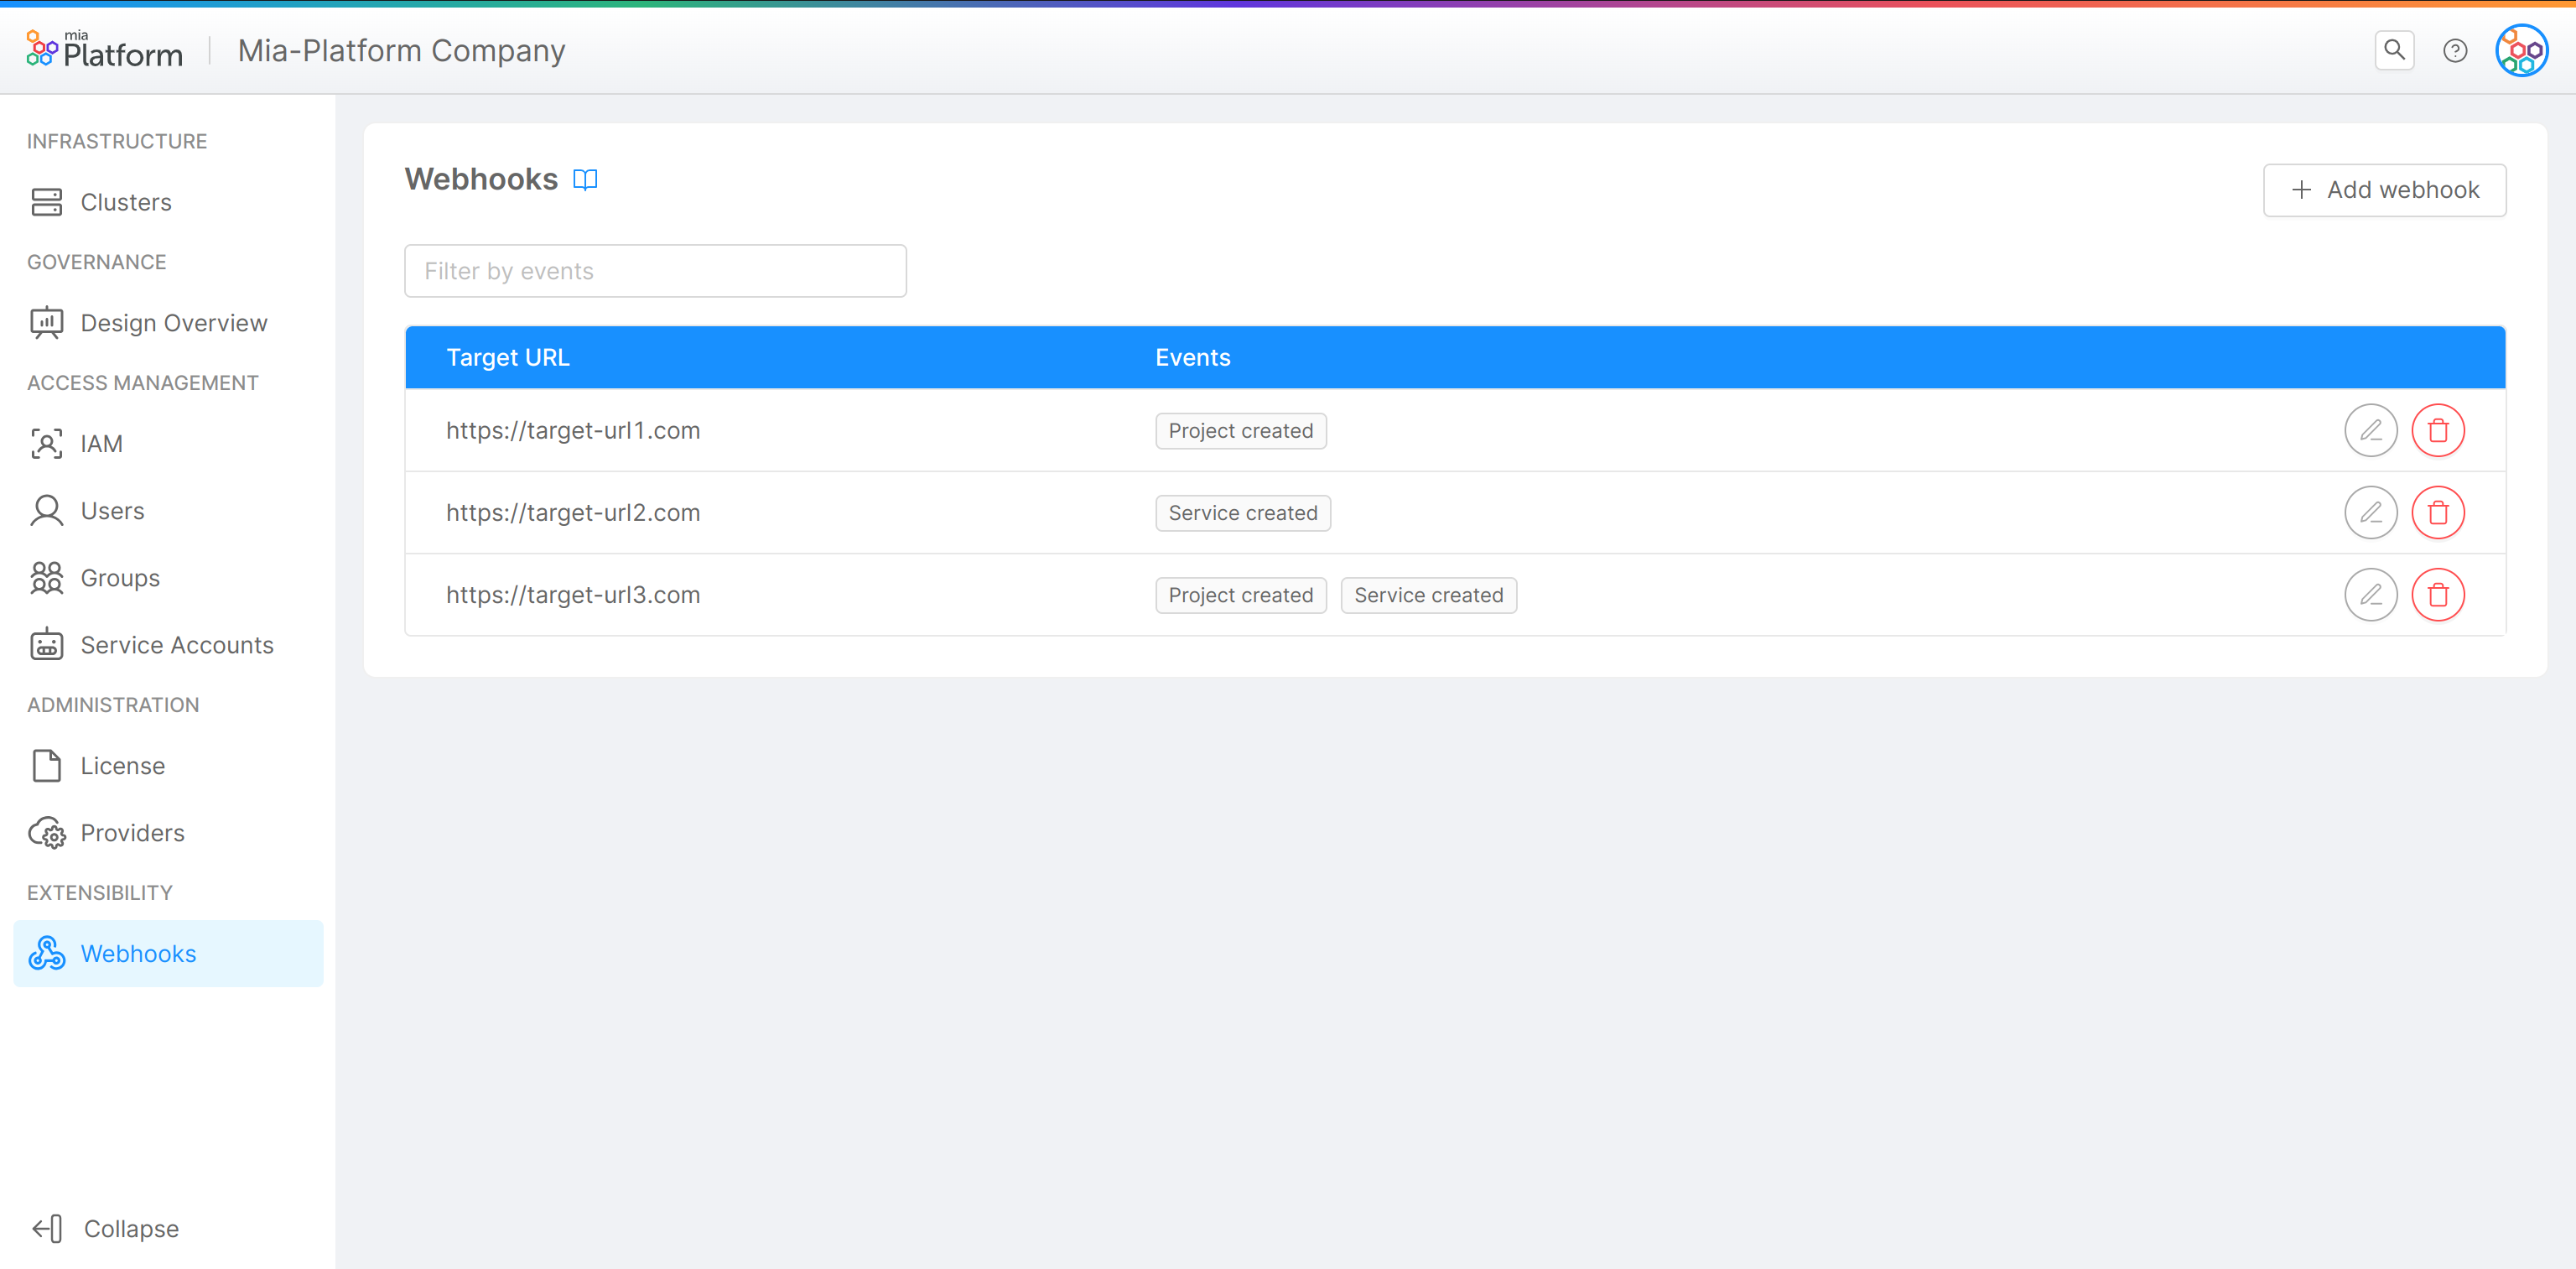 mia
Platform
Mia-Platform Company
INFRASTRUCTURE
Clusters
GOVERNANCE
Design Overview
ACCESS MANAGEMENT
IAM
Users
Groups
Service Accounts
ADMINISTRATION
License
Providers
EXTENSIBILITY
Webhooks
Collapse
Webhooks
+ Add webhook
Filter by events
Target URL Events
https://target-url1.com Project created
https://target-url2.com Service created
https://target-url3.com Project created Service created